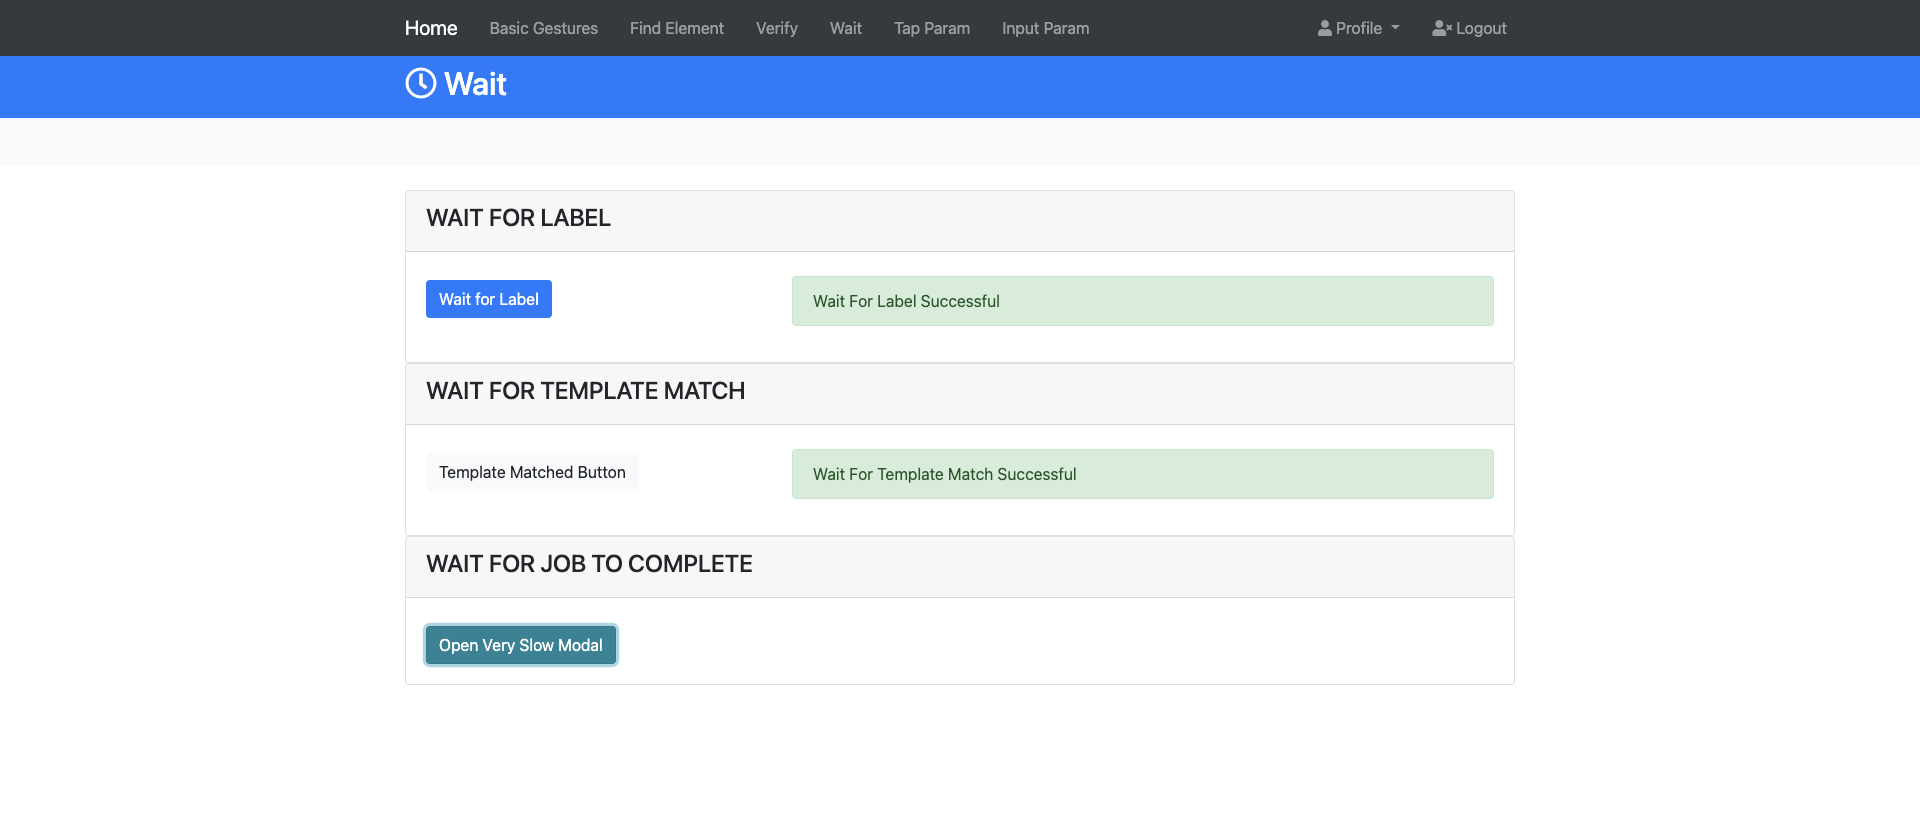 Home Basic Gestures Find Element Verify Wait Tap Param Input Param Profile Logout
Wait
WAIT FOR LABEL
Wait for Label Wait For Label Successful
WAIT FOR TEMPLATE MATCH
Template Matched Button Wait For Template Match Successful
WAIT FOR JOB TO COMPLETE
Open Very Slow Modal